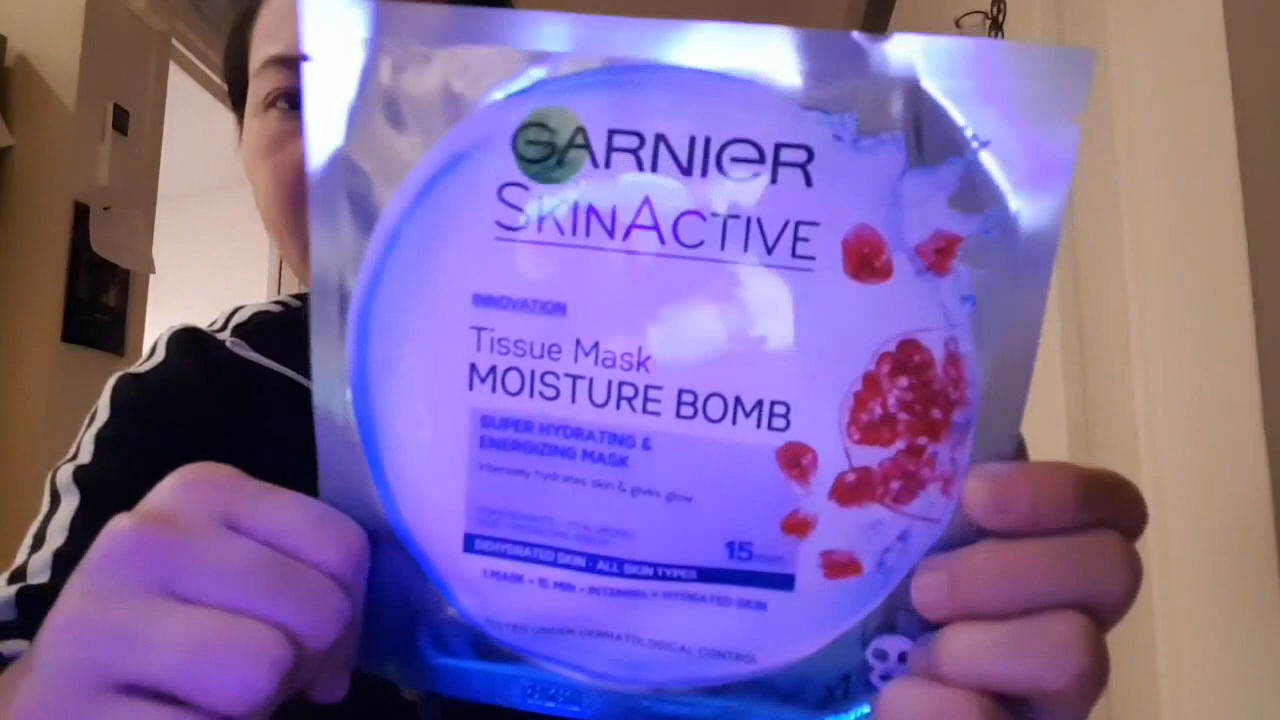 GARNIER
SKINACTIVE
INNOVATION
Tissue Mask
MOISTURE BOMB
SUPER HYDRATING &
ENERGIZING MASK
Intensely hydrates skin & gives glow
15
DEHYDRATED SKIN - ALL SKIN TYPES
1 MASK = 15 MIN = INTENSELY HYDRATED SKIN
TESTED UNDER DERMATOLOGICAL CONTROL
x1